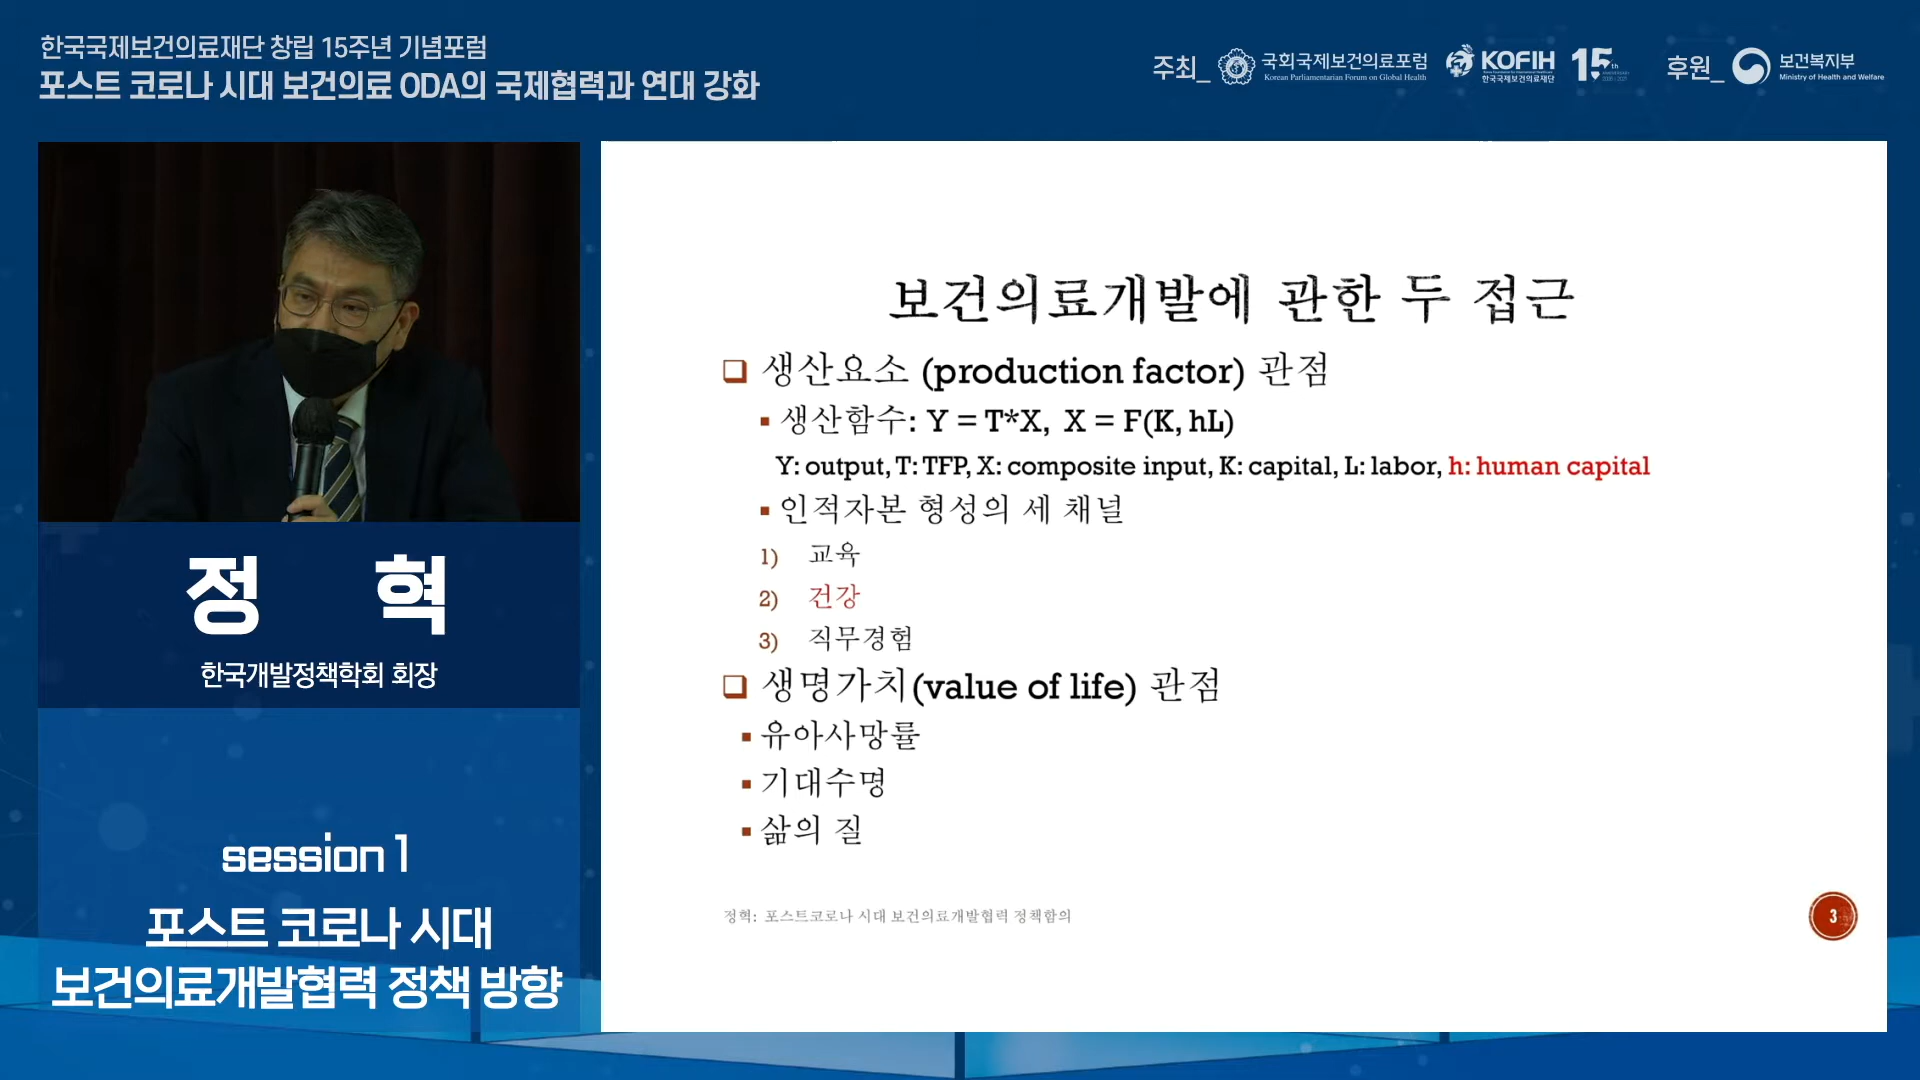 한국국제보건의료재단 창립 15주년 기념포럼
포스트 코로나 시대 보건의료 ODA의 국제협력과 연대 강화
주최_ 국회국제보건의료포럼 Korean Parliamentarian Forum on Global Health KOFIH 한국국제보건의료재단 15th 후원_ 보건복지부 Ministry of Health and Welfare
정 혁
한국개발정책학회 회장
session 1
포스트 코로나 시대
보건의료개발협력 정책 방향
보건의료개발에 관한 두 접근
❑ 생산요소 (production factor) 관점
▪ 생산함수: Y = T*X, X = F(K, hL)
Y: output, T: TFP, X: composite input, K: capital, L: labor, h: human capital
▪ 인적자본 형성의 세 채널
1) 교육
2) 건강
3) 직무경험
❑ 생명가치(value of life) 관점
▪ 유아사망률
▪ 기대수명
▪ 삶의 질
정혁: 포스트코로나 시대 보건의료개발협력 정책함의
3